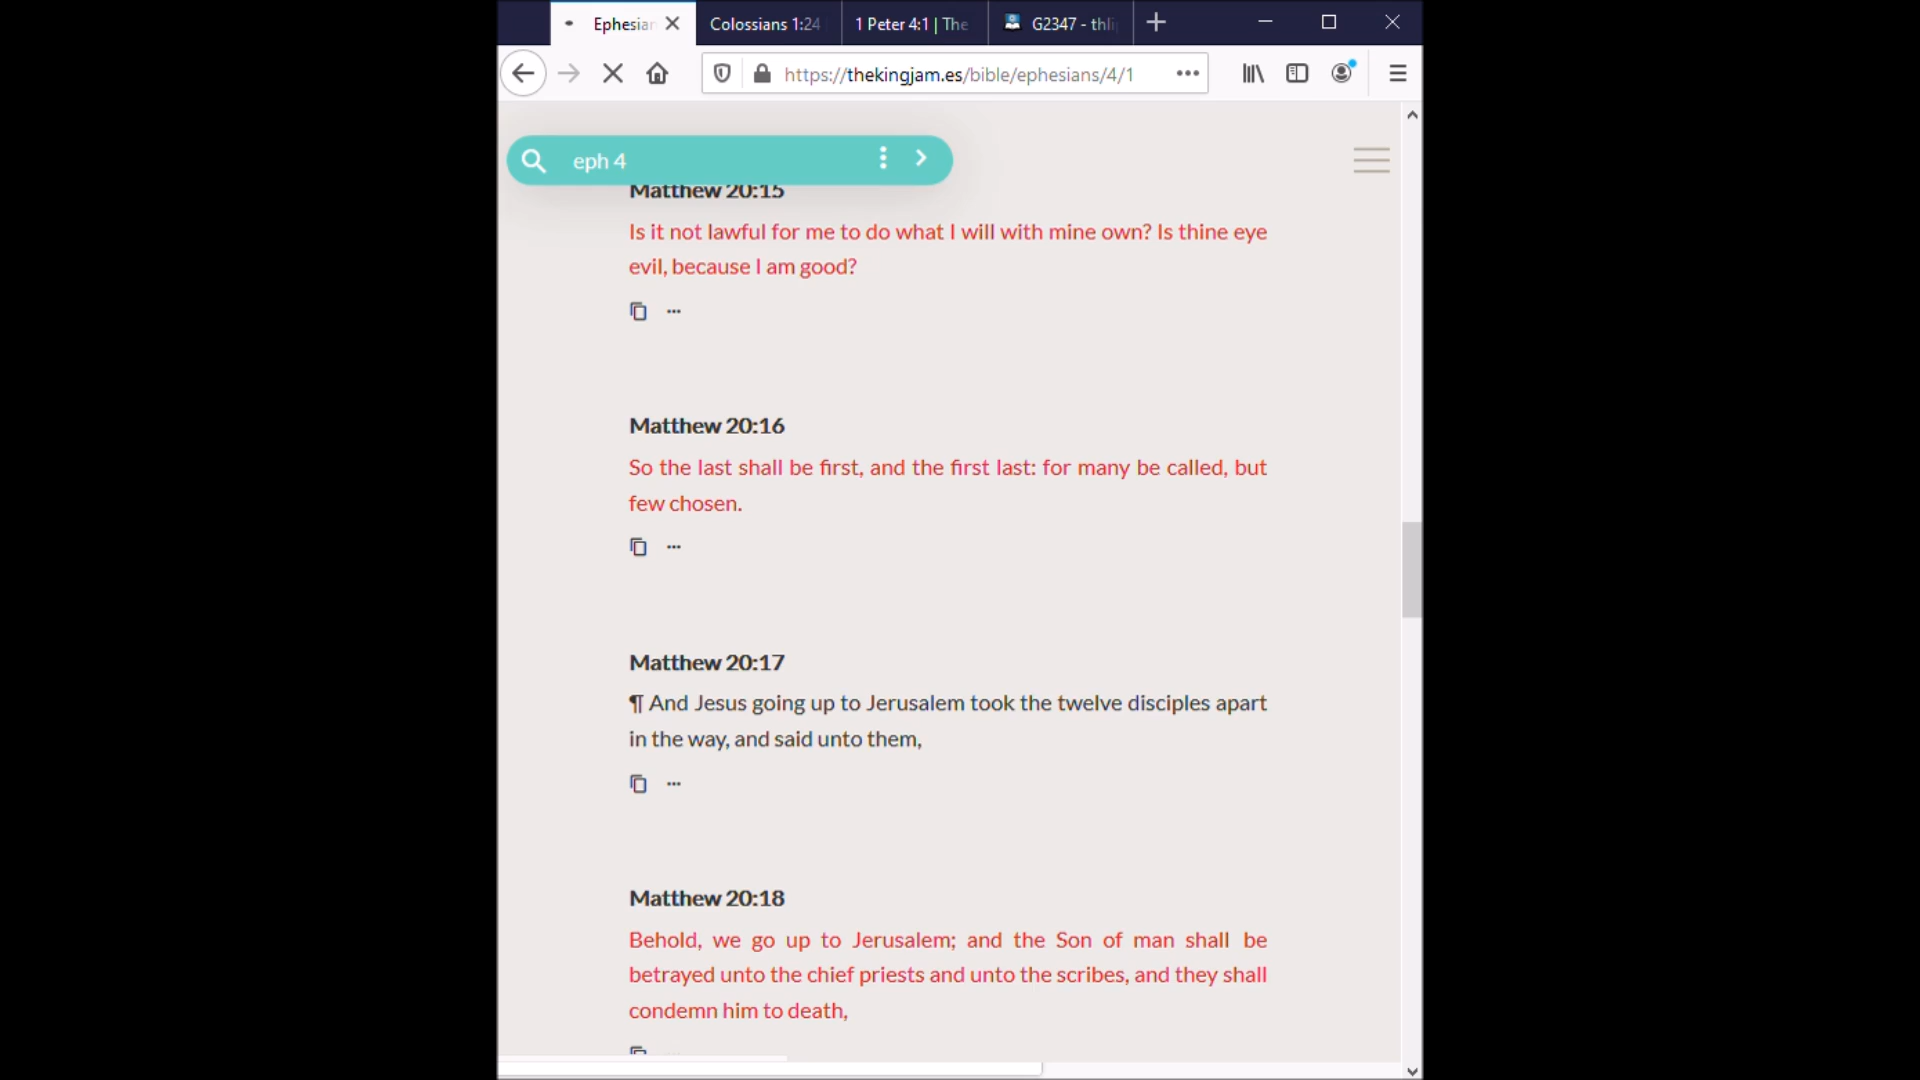 Ephesian
Colossians 1:24
1 Peter 4:1 | The
G2347 - thli
https://thekingjam.es/bible/ephesians/4/1
eph 4
Matthew 20:15
Is it not lawful for me to do what I will with mine own? Is thine eye
evil, because I am good?
Matthew 20:16
So the last shall be first, and the first last: for many be called, but
few chosen.
Matthew 20:17
¶ And Jesus going up to Jerusalem took the twelve disciples apart
in the way, and said unto them,
Matthew 20:18
Behold, we go up to Jerusalem; and the Son of man shall be
betrayed unto the chief priests and unto the scribes, and they shall
condemn him to death,